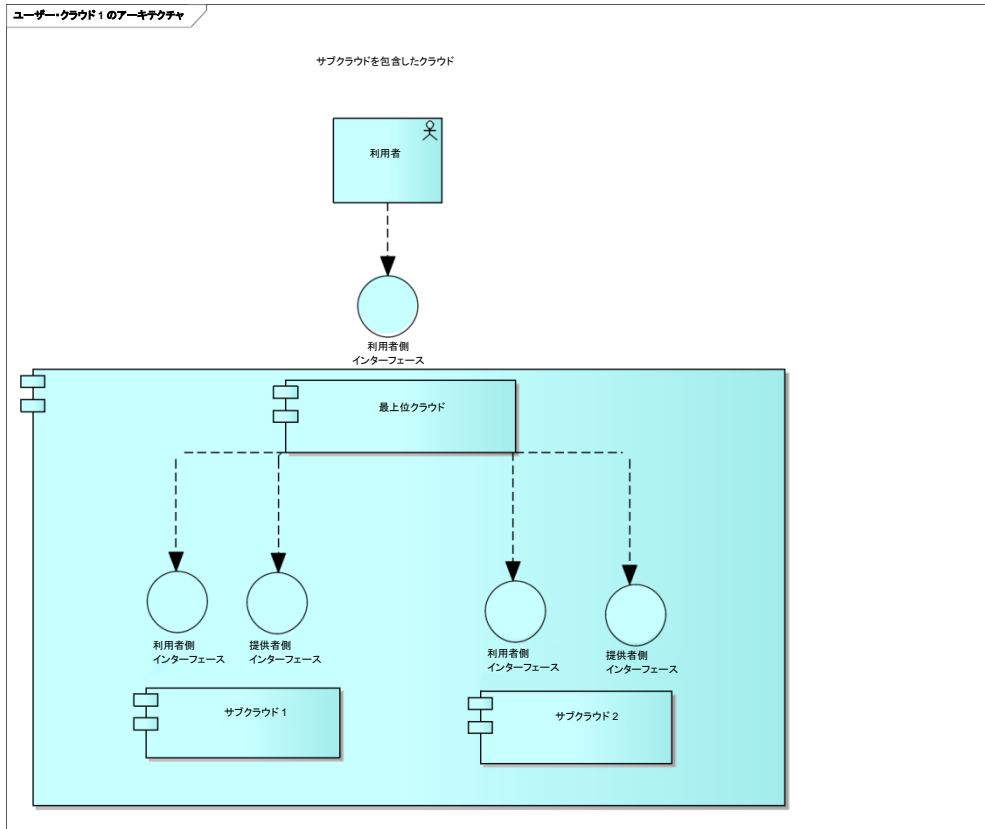 ユーザー・クラウド 1 のアーキテクチャ
サブクラウドを包含したクラウド
利用者
利用者側
インターフェース
最上位クラウド
利用者側
インターフェース
提供者側
インターフェース
利用者側
インターフェース
提供者側
インターフェース
サブクラウド 1
サブクラウド 2